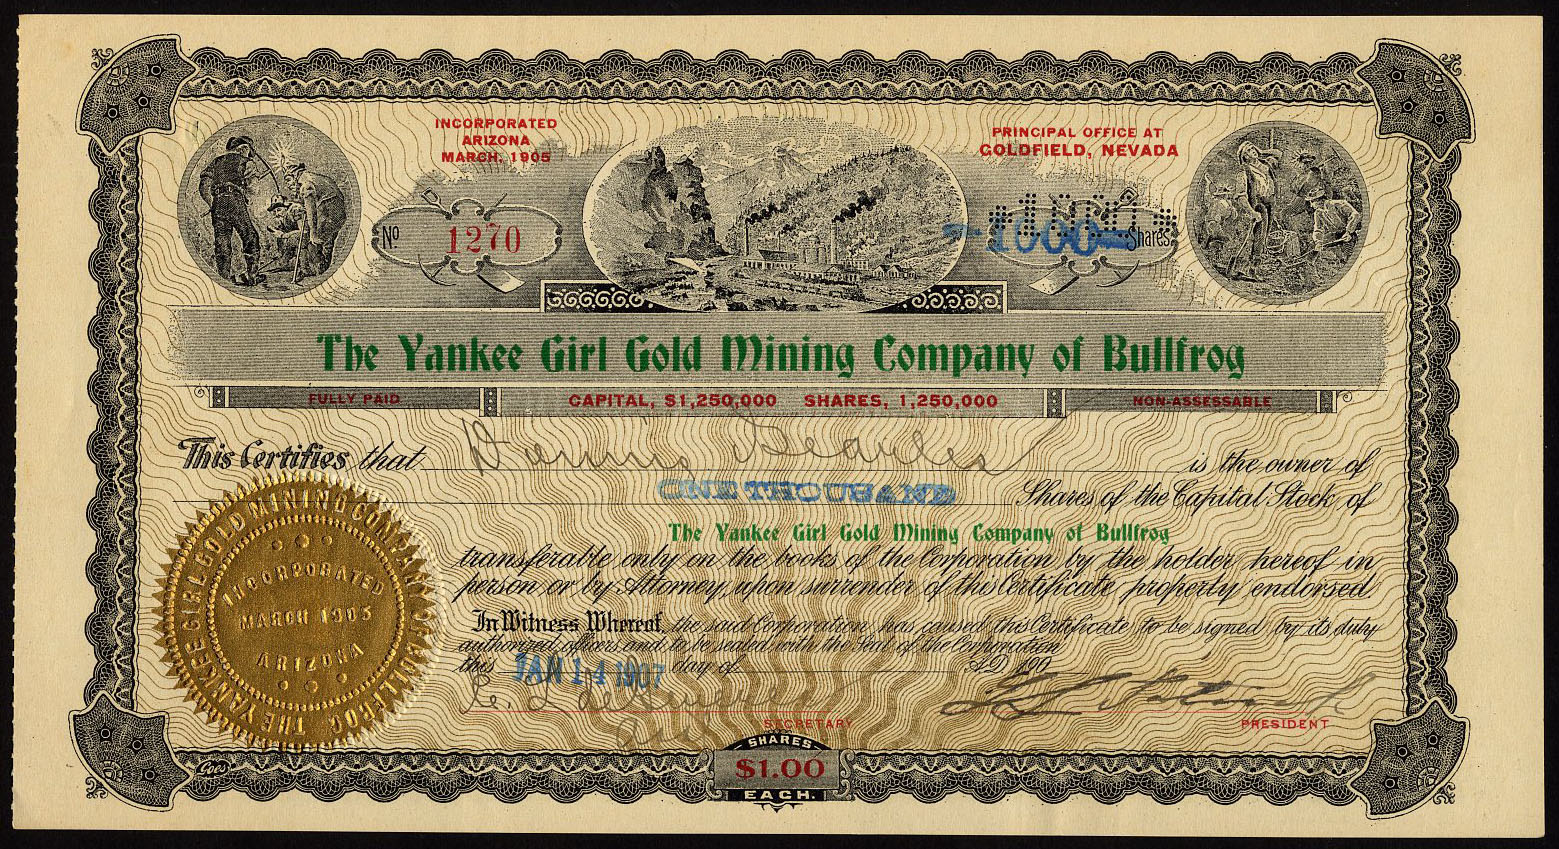 INCORPORATED
ARIZONA
MARCH, 1905
PRINCIPAL OFFICE AT
GOLDFIELD, NEVADA
No 1270
-1000- Shares
The Yankee Girl Gold Mining Company of Bullfrog
FULLY PAID
CAPITAL, $1,250,000 SHARES, 1,250,000
NON-ASSESSABLE
This Certifies that Dennis is the owner of
ONE THOUSAND Shares of the Capital Stock of
The Yankee Girl Gold Mining Company of Bullfrog
transferable only on the books of the Corporation by the holder hereof in
person or by Attorney, upon surrender of this Certificate properly endorsed
In Witness Whereof, the said Corporation has caused this Certificate to be signed by its duly
authorized officers and to be sealed with the Seal of the Corporation
this JAN 14 1907 day of A.D. 190
SECRETARY
PRESIDENT
THE YANKEE GIRL GOLD MINING COMPANY OF BULLFROG
INCORPORATED
MARCH 1905
ARIZONA
Goes
SHARES
$1.00
EACH.